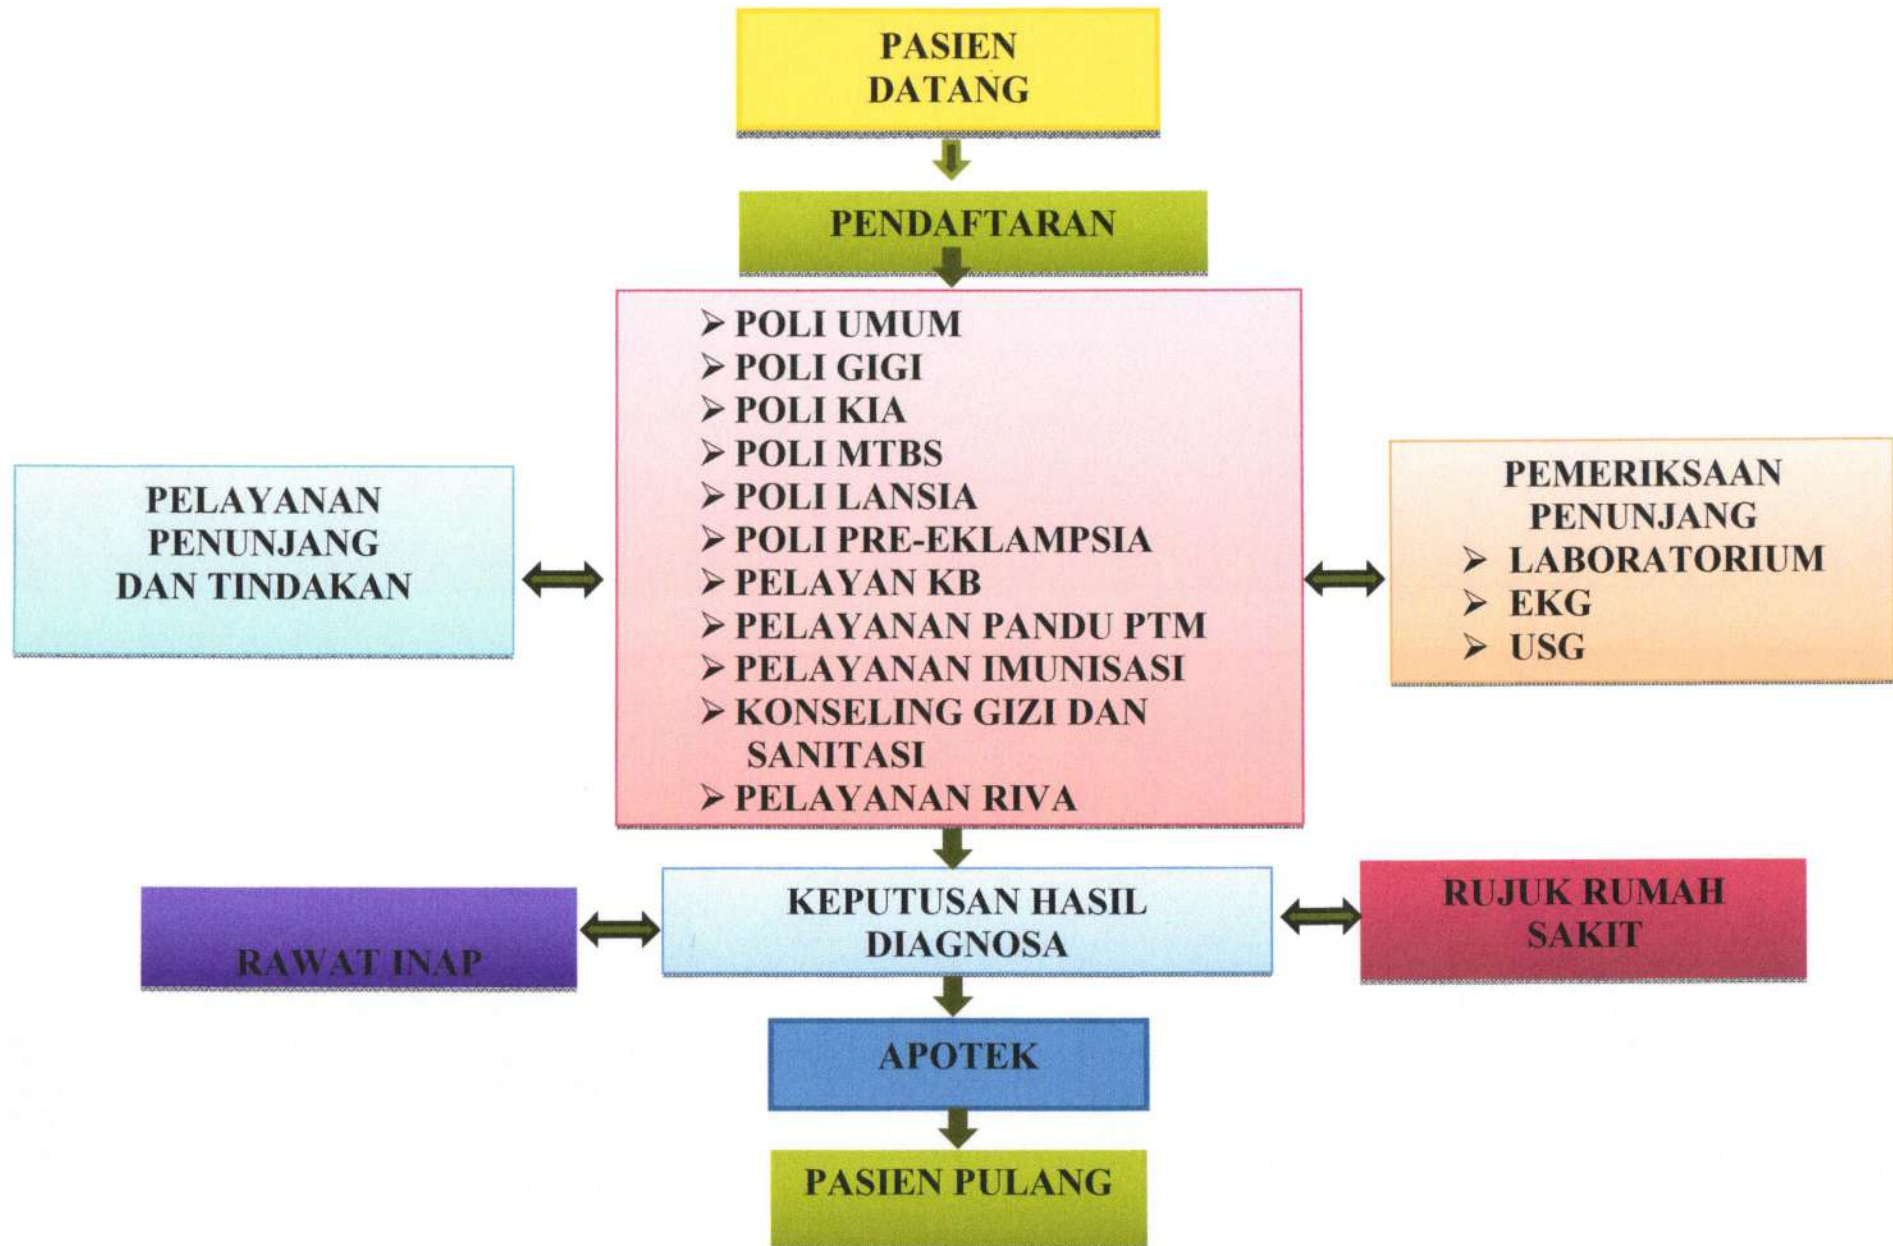 PASIEN
DATANG
PENDAFTARAN
➢ POLI UMUM
➢ POLI GIGI
➢ POLI KIA
➢ POLI MTBS
➢ POLI LANSIA
➢ POLI PRE-EKLAMPSIA
➢ PELAYAN KB
➢ PELAYANAN PANDU PTM
➢ PELAYANAN IMUNISASI
➢ KONSELING GIZI DAN
SANITASI
➢ PELAYANAN RIVA
PELAYANAN
PENUNJANG
DAN TINDAKAN
PEMERIKSAAN
PENUNJANG
➢ LABORATORIUM
➢ EKG
➢ USG
KEPUTUSAN HASIL
DIAGNOSA
RAWAT INAP
RUJUK RUMAH
SAKIT
APOTEK
PASIEN PULANG